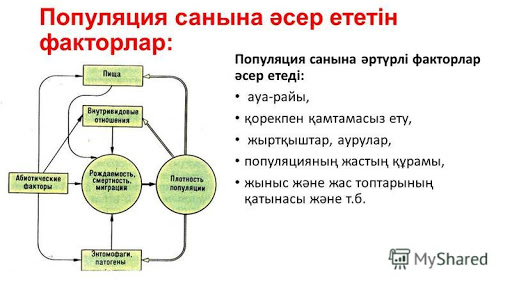 Популяция санына әсер ететін
факторлар:
Популяция санына әртүрлі факторлар
әсер етеді:
• ауа-райы,
• қорекпен қамтамасыз ету,
• жыртқыштар, аурулар,
• популяцияның жастың құрамы,
• жыныс және жас топтарының
қатынасы және т.б.
Пища
Внутривидовые
отношения
Абиотические
факторы
Рождаемость,
смертность,
миграции
Плотность
популяции
Энтомофаги,
патогены
MyShared